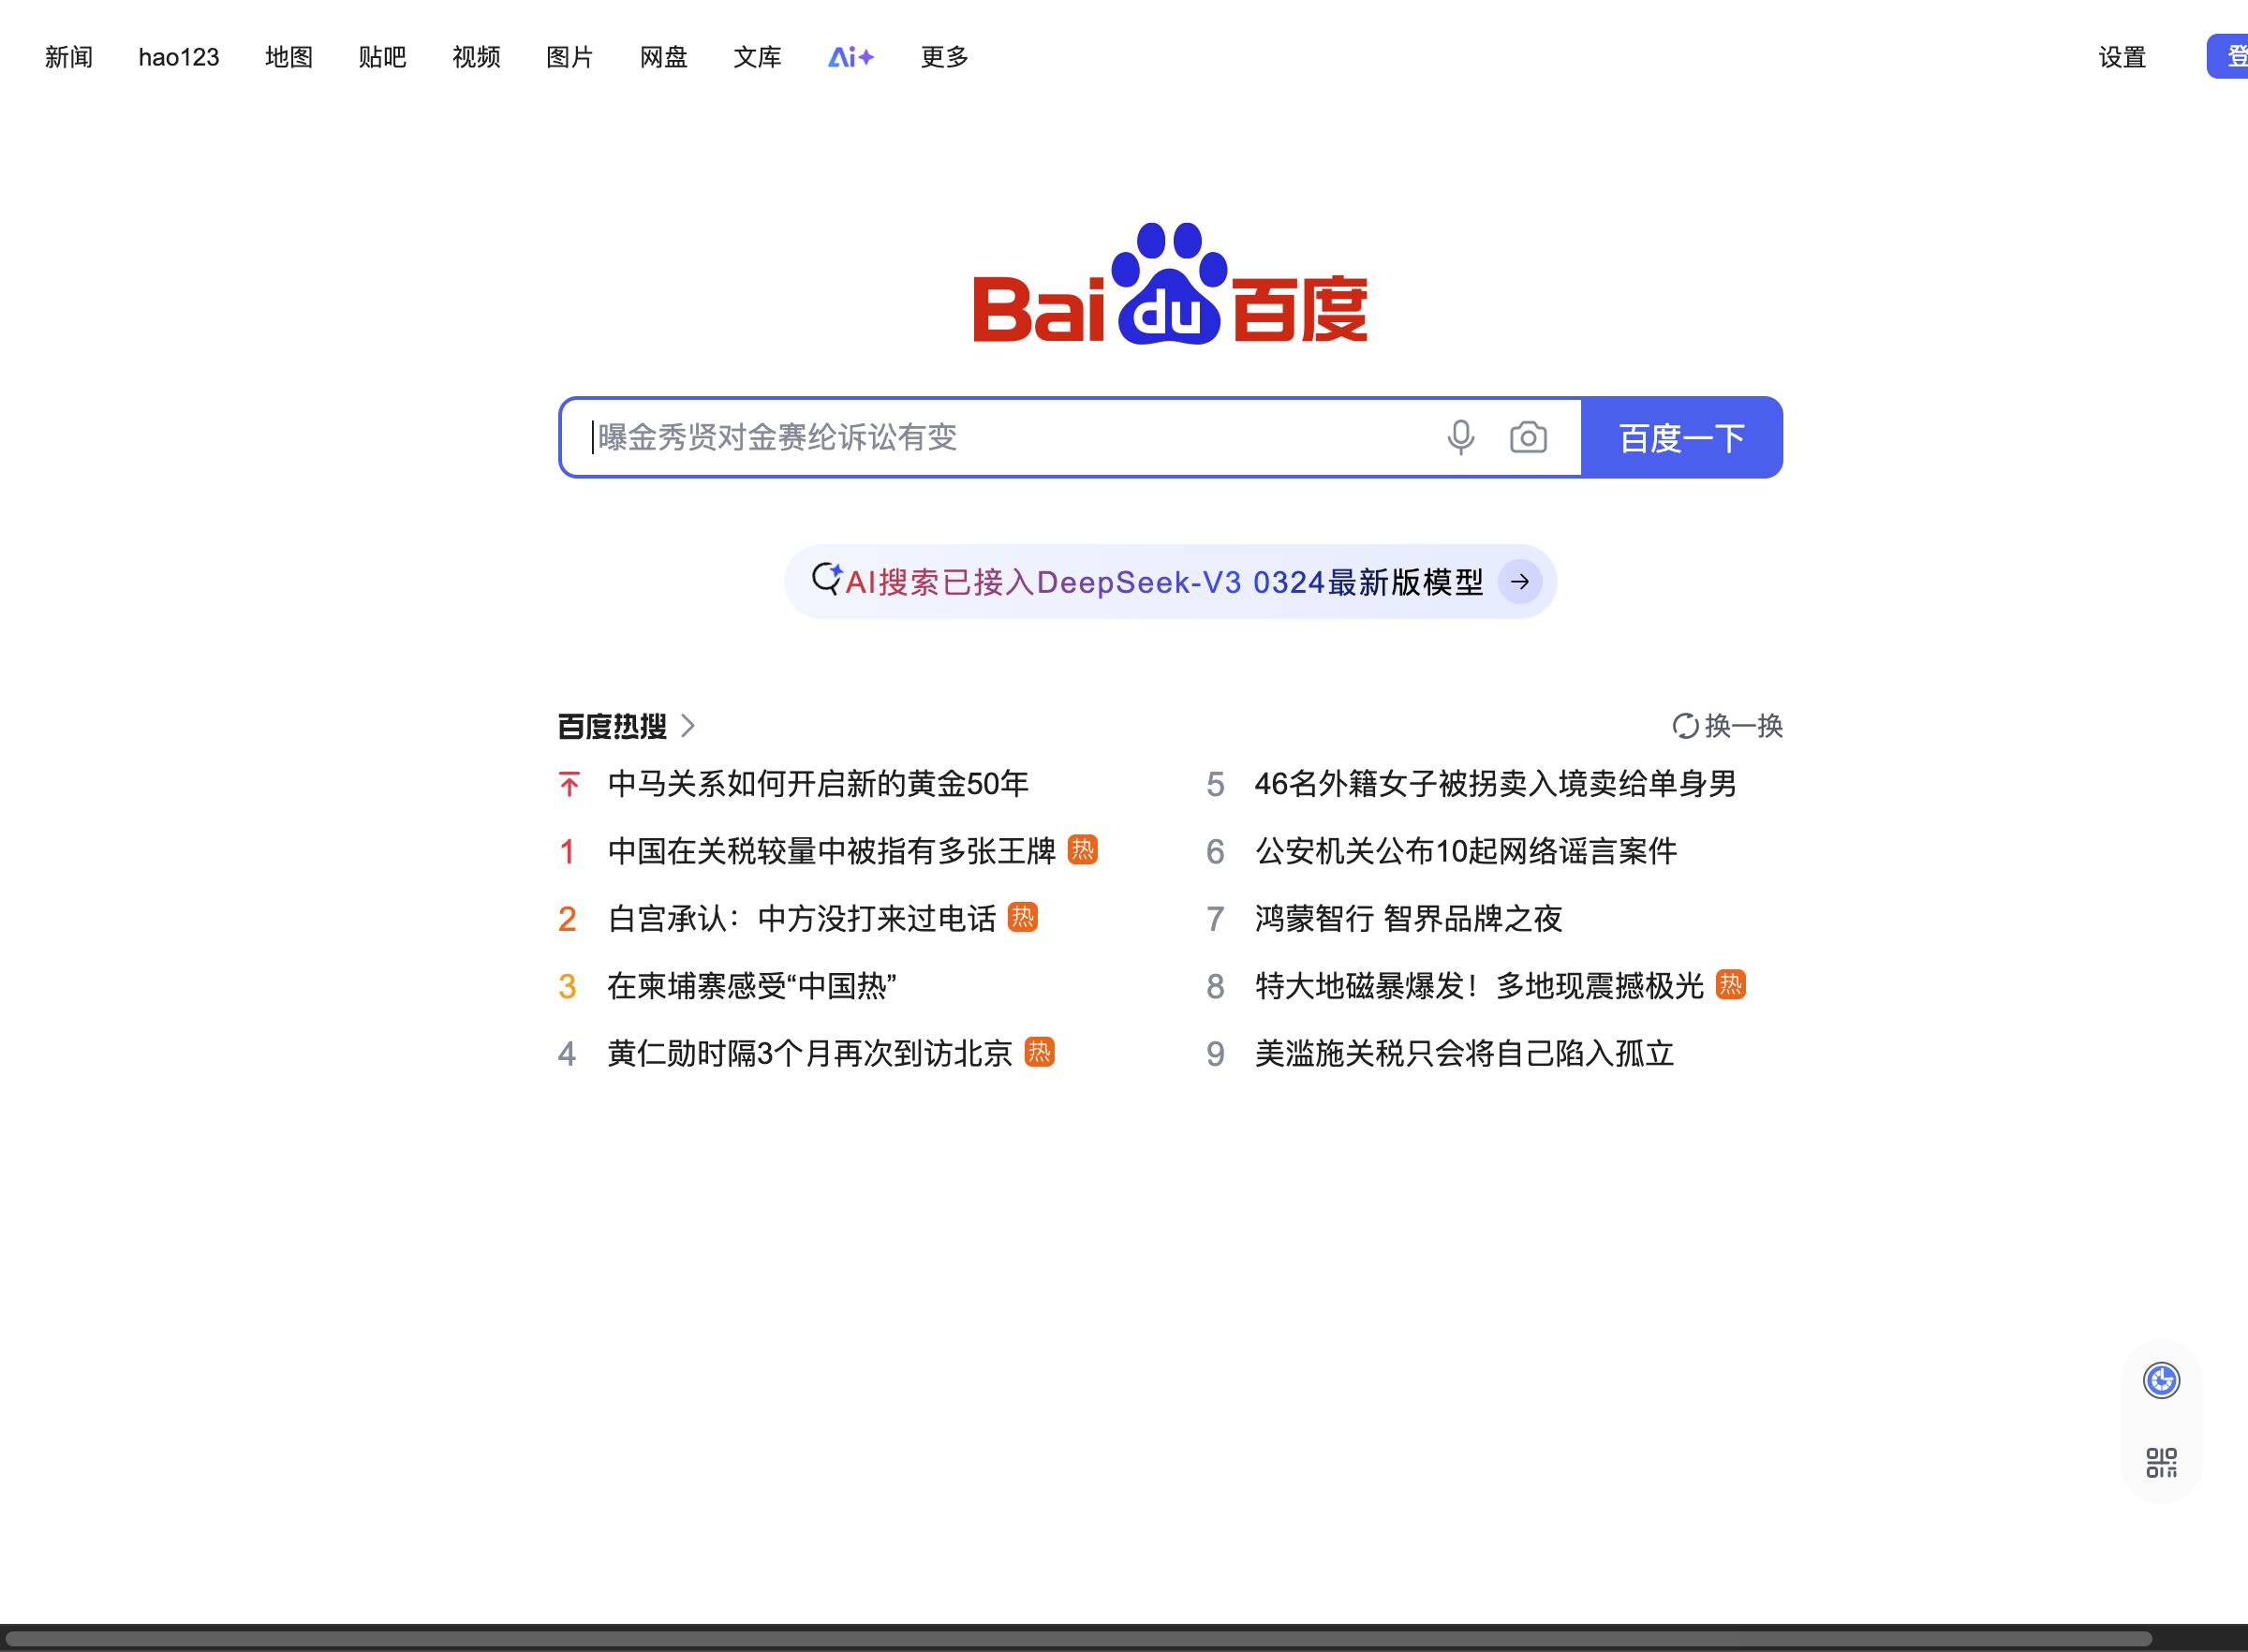 新闻 hao123 地图 贴吧 视频 图片 网盘 文库 Ai 更多 设置
Bai du 百度
曝金秀贤对金赛纶诉讼有变 百度一下
AI搜索已接入DeepSeek-V3 0324最新版模型
百度热搜 换一换
中马关系如何开启新的黄金50年
1 中国在关税较量中被指有多张王牌 热
2 白宫承认：中方没打来过电话 热
3 在柬埔寨感受“中国热”
4 黄仁勋时隔3个月再次到访北京 热
5 46名外籍女子被拐卖入境卖给单身男
6 公安机关公布10起网络谣言案件
7 鸿蒙智行 智界品牌之夜
8 特大地磁暴爆发！多地现震撼极光 热
9 美滥施关税只会将自己陷入孤立